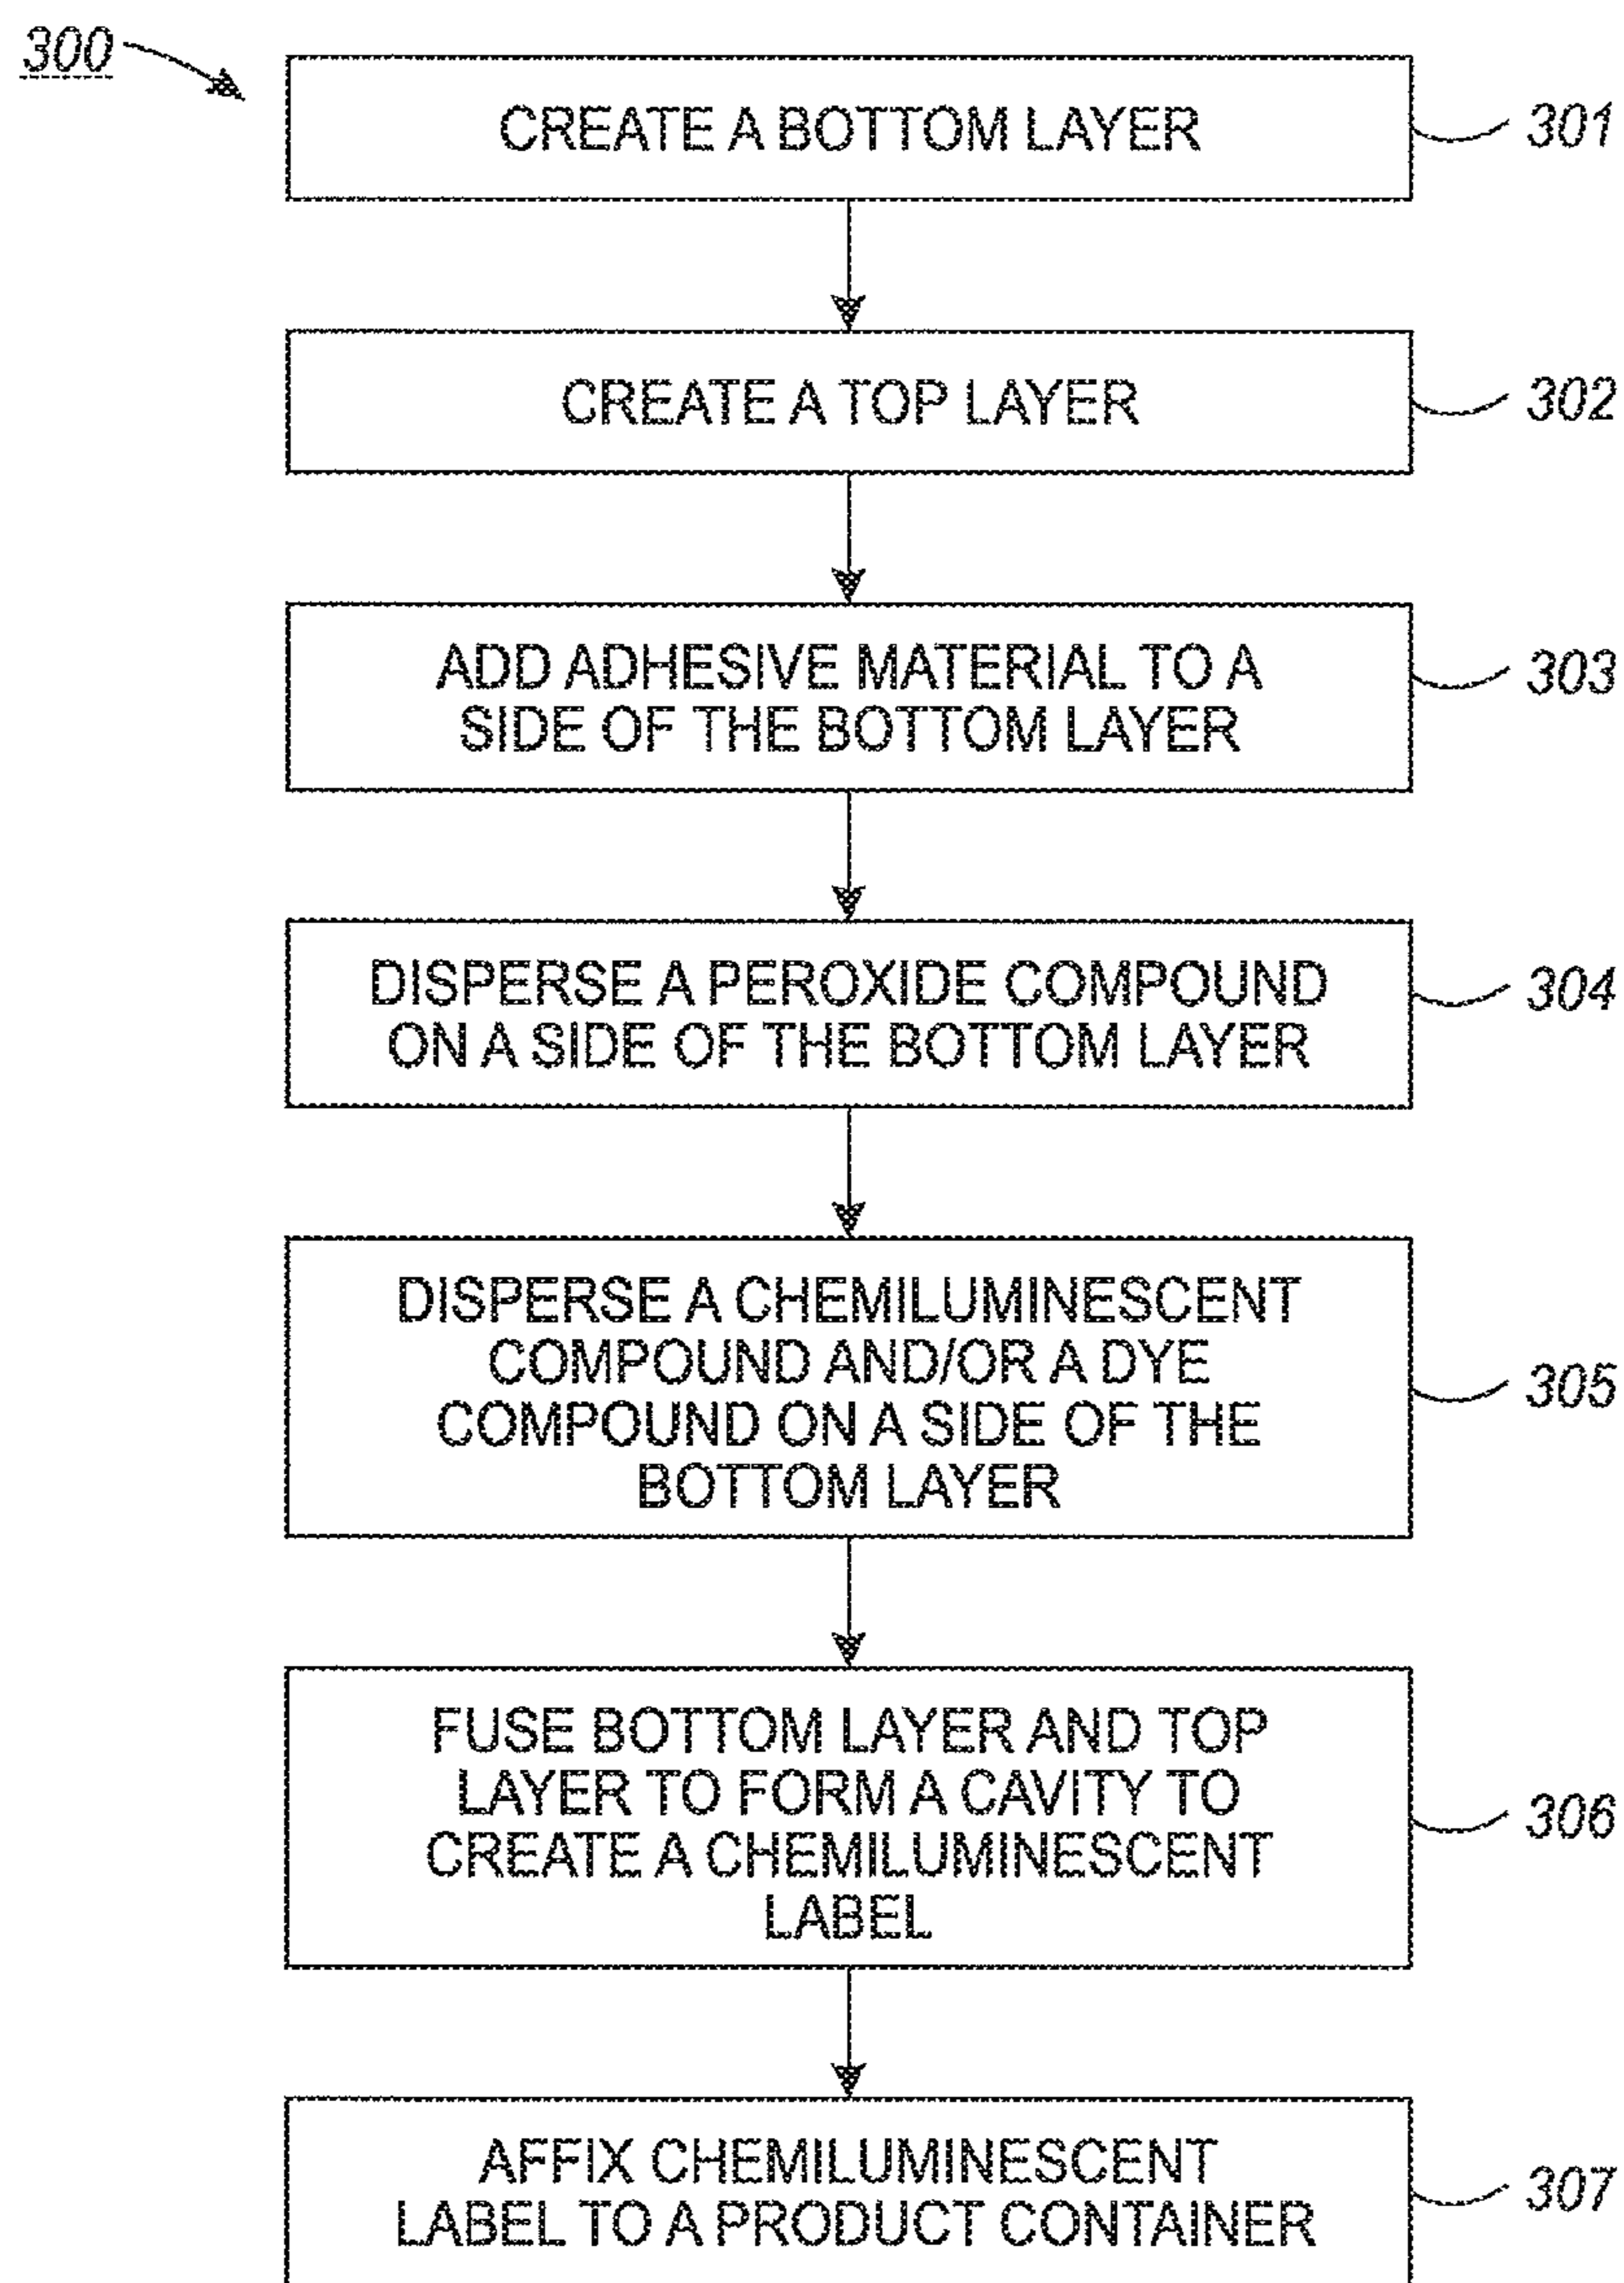 300
CREATE A BOTTOM LAYER
301
CREATE A TOP LAYER
302
ADD ADHESIVE MATERIAL TO A
SIDE OF THE BOTTOM LAYER
303
DISPERSE A PEROXIDE COMPOUND
ON A SIDE OF THE BOTTOM LAYER
304
DISPERSE A CHEMILUMINESCENT
COMPOUND AND/OR A DYE
COMPOUND ON A SIDE OF THE
BOTTOM LAYER
305
FUSE BOTTOM LAYER AND TOP
LAYER TO FORM A CAVITY TO
CREATE A CHEMILUMINESCENT
LABEL
306
AFFIX CHEMILUMINESCENT
LABEL TO A PRODUCT CONTAINER
307